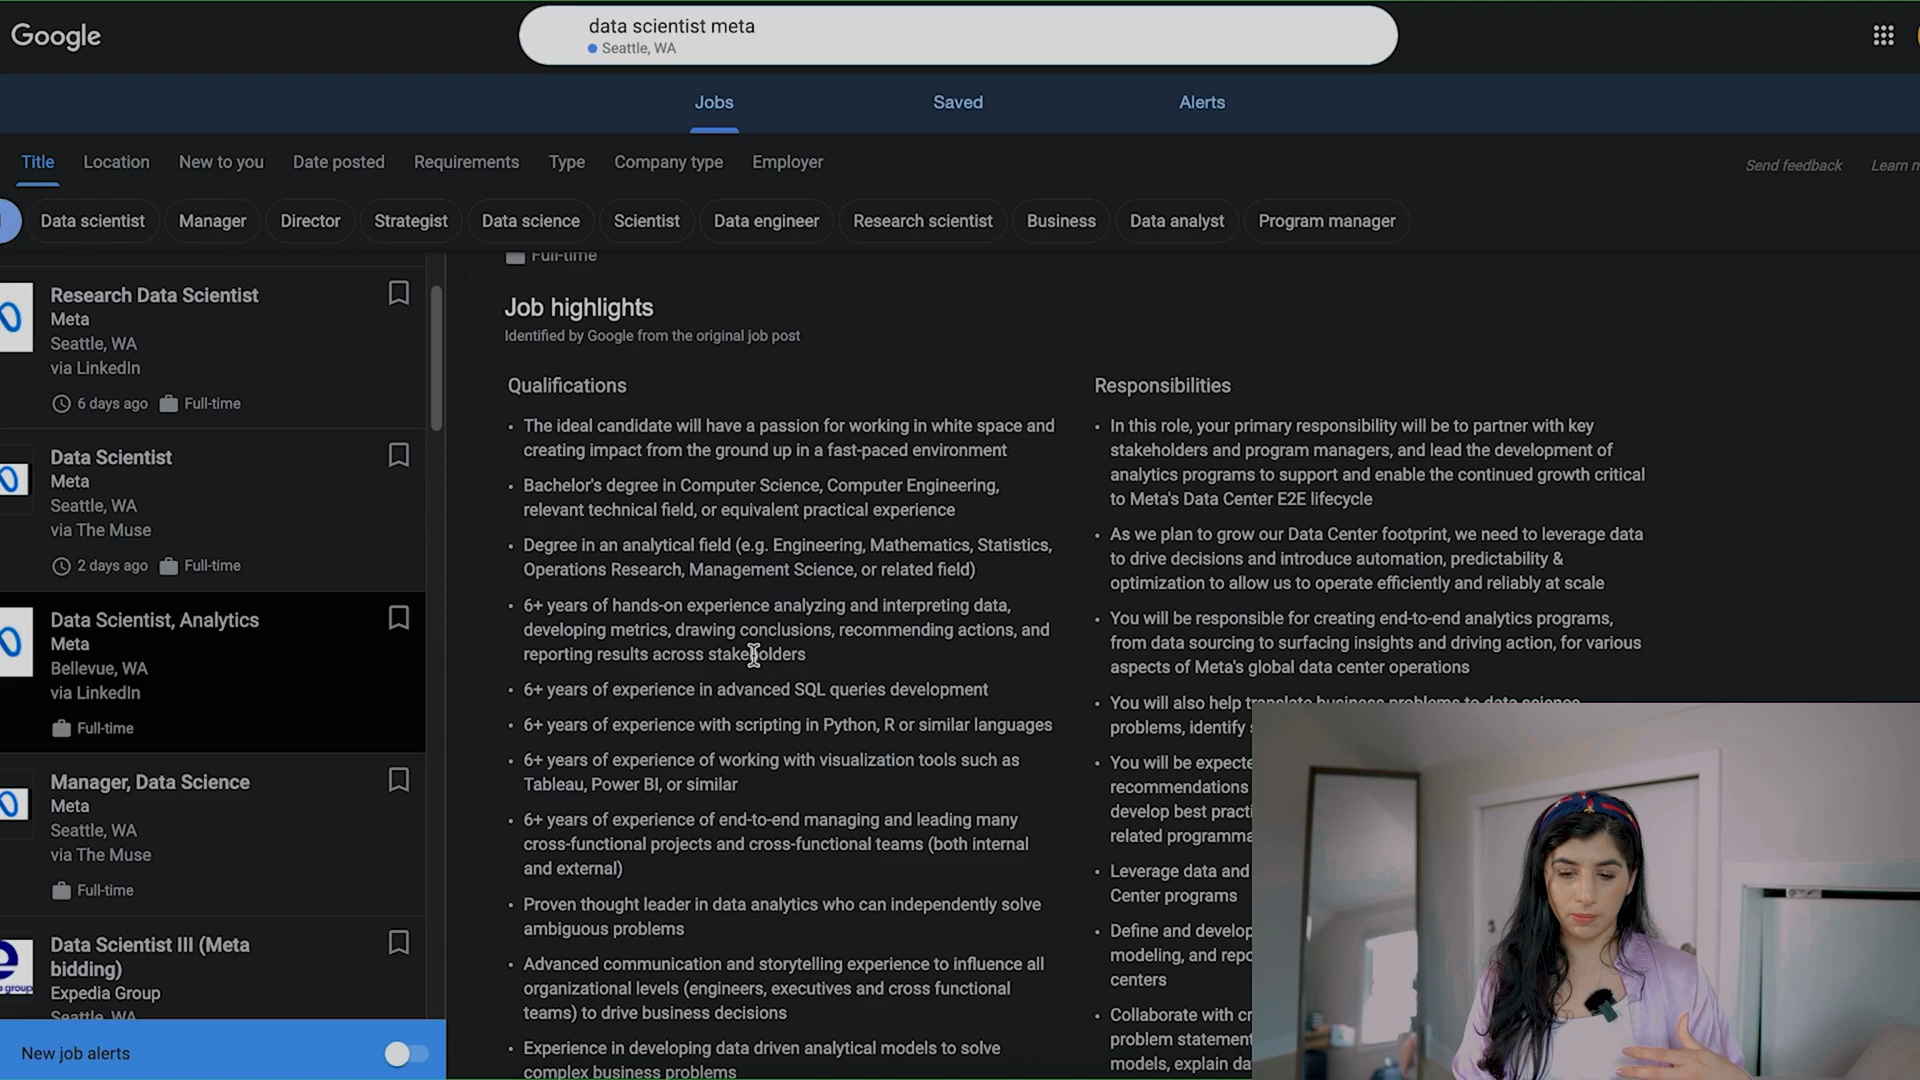 Google
data scientist meta
Seattle, WA
Jobs
Saved
Alerts
Title
Location
New to you
Date posted
Requirements
Type
Company type
Employer
Send feedback
Learn
Data scientist
Manager
Director
Strategist
Data science
Scientist
Data engineer
Research scientist
Business
Data analyst
Program manager
Research Data Scientist
Meta
Seattle, WA
via LinkedIn
6 days ago
Full-time
Data Scientist
Meta
Seattle, WA
via The Muse
2 days ago
Full-time
Data Scientist, Analytics
Meta
Bellevue, WA
via LinkedIn
Full-time
Manager, Data Science
Meta
Seattle, WA
via The Muse
Full-time
Data Scientist III (Meta
bidding)
Expedia Group
Seattle, WA
group
New job alerts
Full-time
Job highlights
Identified by Google from the original job post
Qualifications
• The ideal candidate will have a passion for working in white space and
creating impact from the ground up in a fast-paced environment
• Bachelor's degree in Computer Science, Computer Engineering,
relevant technical field, or equivalent practical experience
• Degree in an analytical field (e.g. Engineering, Mathematics, Statistics,
Operations Research, Management Science, or related field)
• 6+ years of hands-on experience analyzing and interpreting data,
developing metrics, drawing conclusions, recommending actions, and
reporting results across stakeholders
• 6+ years of experience in advanced SQL queries development
• 6+ years of experience with scripting in Python, R or similar languages
• 6+ years of experience of working with visualization tools such as
Tableau, Power BI, or similar
• 6+ years of experience of end-to-end managing and leading many
cross-functional projects and cross-functional teams (both internal
and external)
• Proven thought leader in data analytics who can independently solve
ambiguous problems
• Advanced communication and storytelling experience to influence all
organizational levels (engineers, executives and cross functional
teams) to drive business decisions
• Experience in developing data driven analytical models to solve
complex business problems
Responsibilities
• In this role, your primary responsibility will be to partner with key
stakeholders and program managers, and lead the development of
analytics programs to support and enable the continued growth critical
to Meta's Data Center E2E lifecycle
• As we plan to grow our Data Center footprint, we need to leverage data
to drive decisions and introduce automation, predictability &
optimization to allow us to operate efficiently and reliably at scale
• You will be responsible for creating end-to-end analytics programs,
from data sourcing to surfacing insights and driving action, for various
aspects of Meta's global data center operations
• You will also help translate business problems to data science
problems, identify
• You will be expecte
recommendations
develop best practi
related programma
• Leverage data and
Center programs
• Define and develop
modeling, and repo
centers
• Collaborate with cr
problem statement
models, explain da